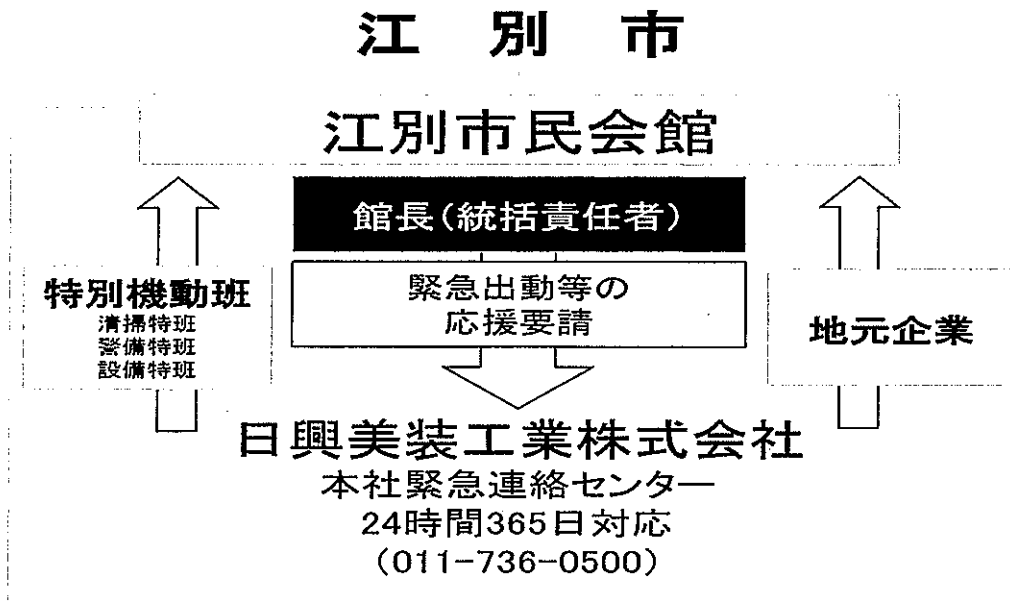 江別市
江別市民会館
館長(統括責任者)
緊急出動等の
応援要請
特別機動班
清掃特班
警備特班
設備特班
地元企業
日興美装工業株式会社
本社緊急連絡センター
24時間365日対応
(011-736-0500)